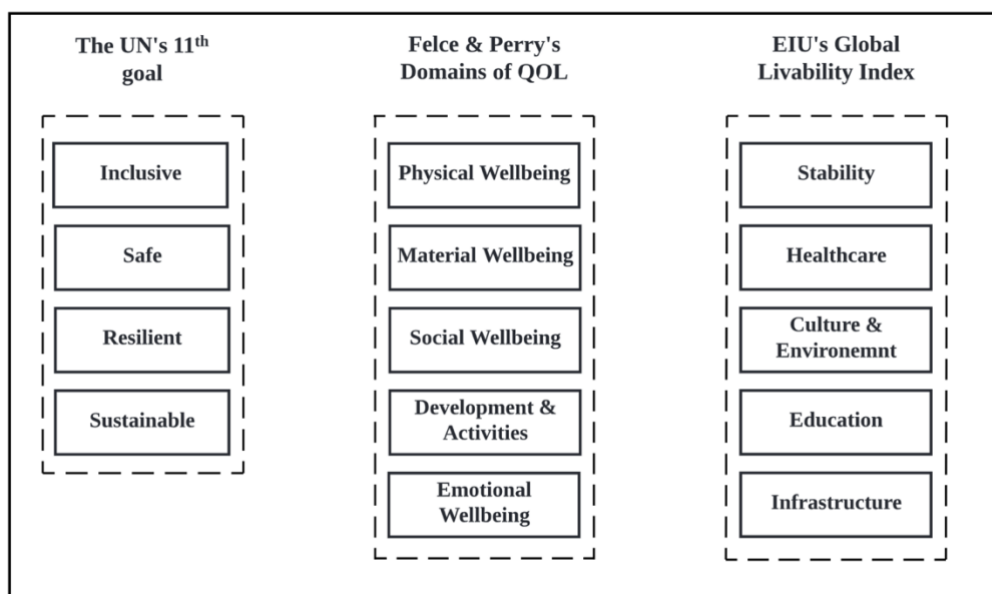 The UN's 11th
goal
Inclusive
Safe
Resilient
Sustainable
Felce & Perry's
Domains of QOL
Physical Wellbeing
Material Wellbeing
Social Wellbeing
Development &
Activities
Emotional
Wellbeing
EIU's Global
Livability Index
Stability
Healthcare
Culture &
Environemnt
Education
Infrastructure